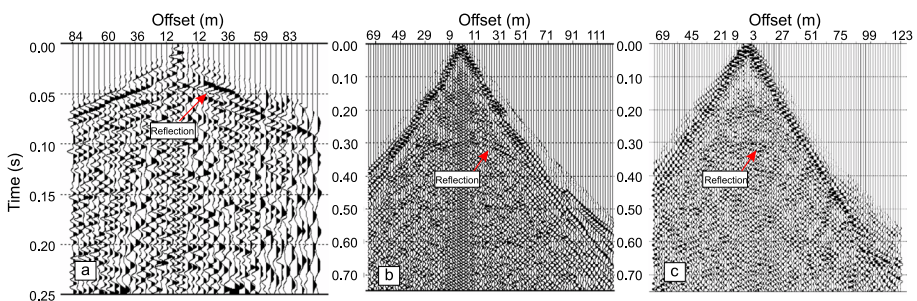 Offset (m)
84 60 36 12 12 36 59 83
0.00
0.05
0.10
0.15
0.20
0.25
Time (s)
Reflection
a
Offset (m)
69 49 29 9 11 31 51 71 91 111
0.00
0.10
0.20
0.30
0.40
0.50
0.60
0.70
Reflection
b
Offset (m)
69 45 21 9 3 27 51 75 99 123
0.00
0.10
0.20
0.30
0.40
0.50
0.60
0.70
Reflection
c